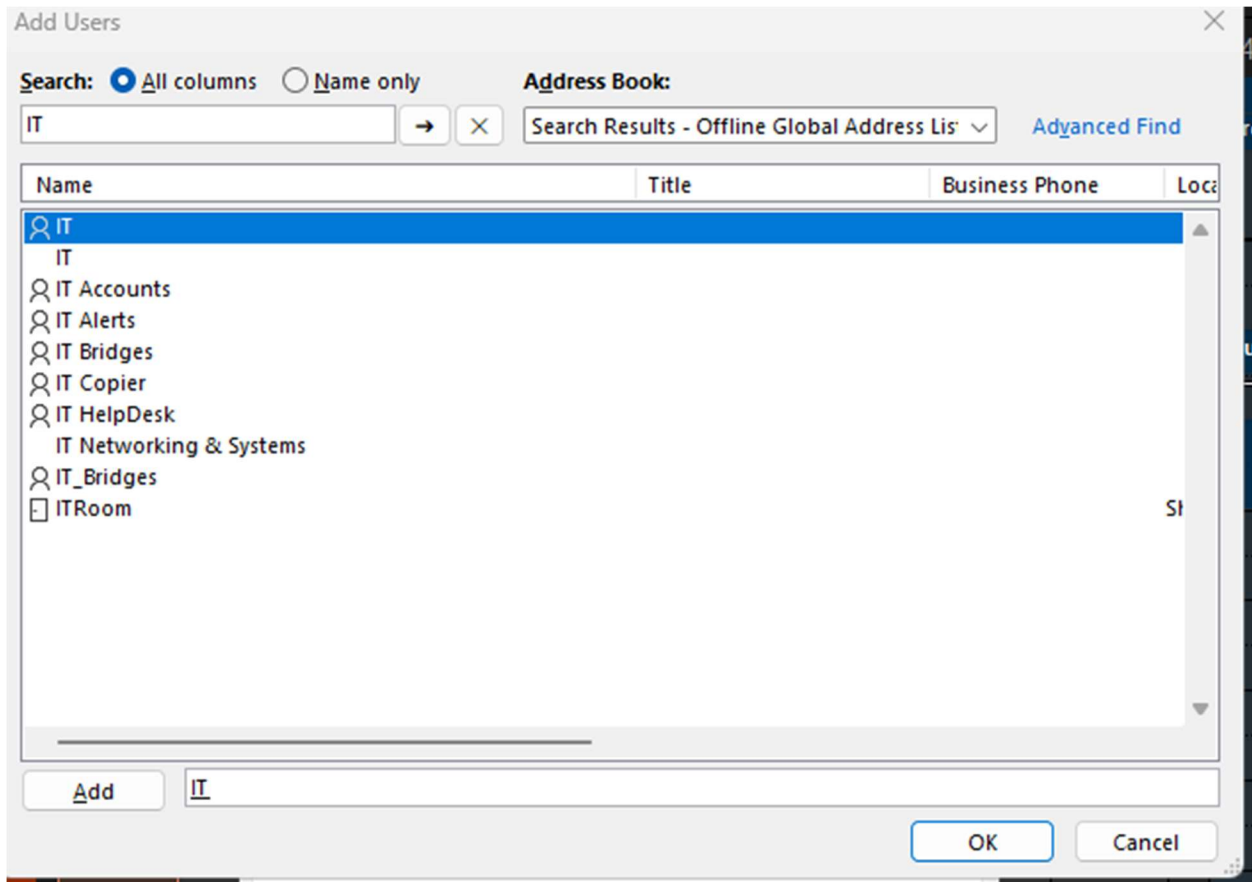 Add Users
Search: All columns Name only Address Book:
IT Search Results - Offline Global Address Lis Advanced Find
Name Title Business Phone Loca
IT
IT
IT Accounts
IT Alerts
IT Bridges
IT Copier
IT HelpDesk
IT Networking & Systems
IT_Bridges
ITRoom
Add IT
OK Cancel